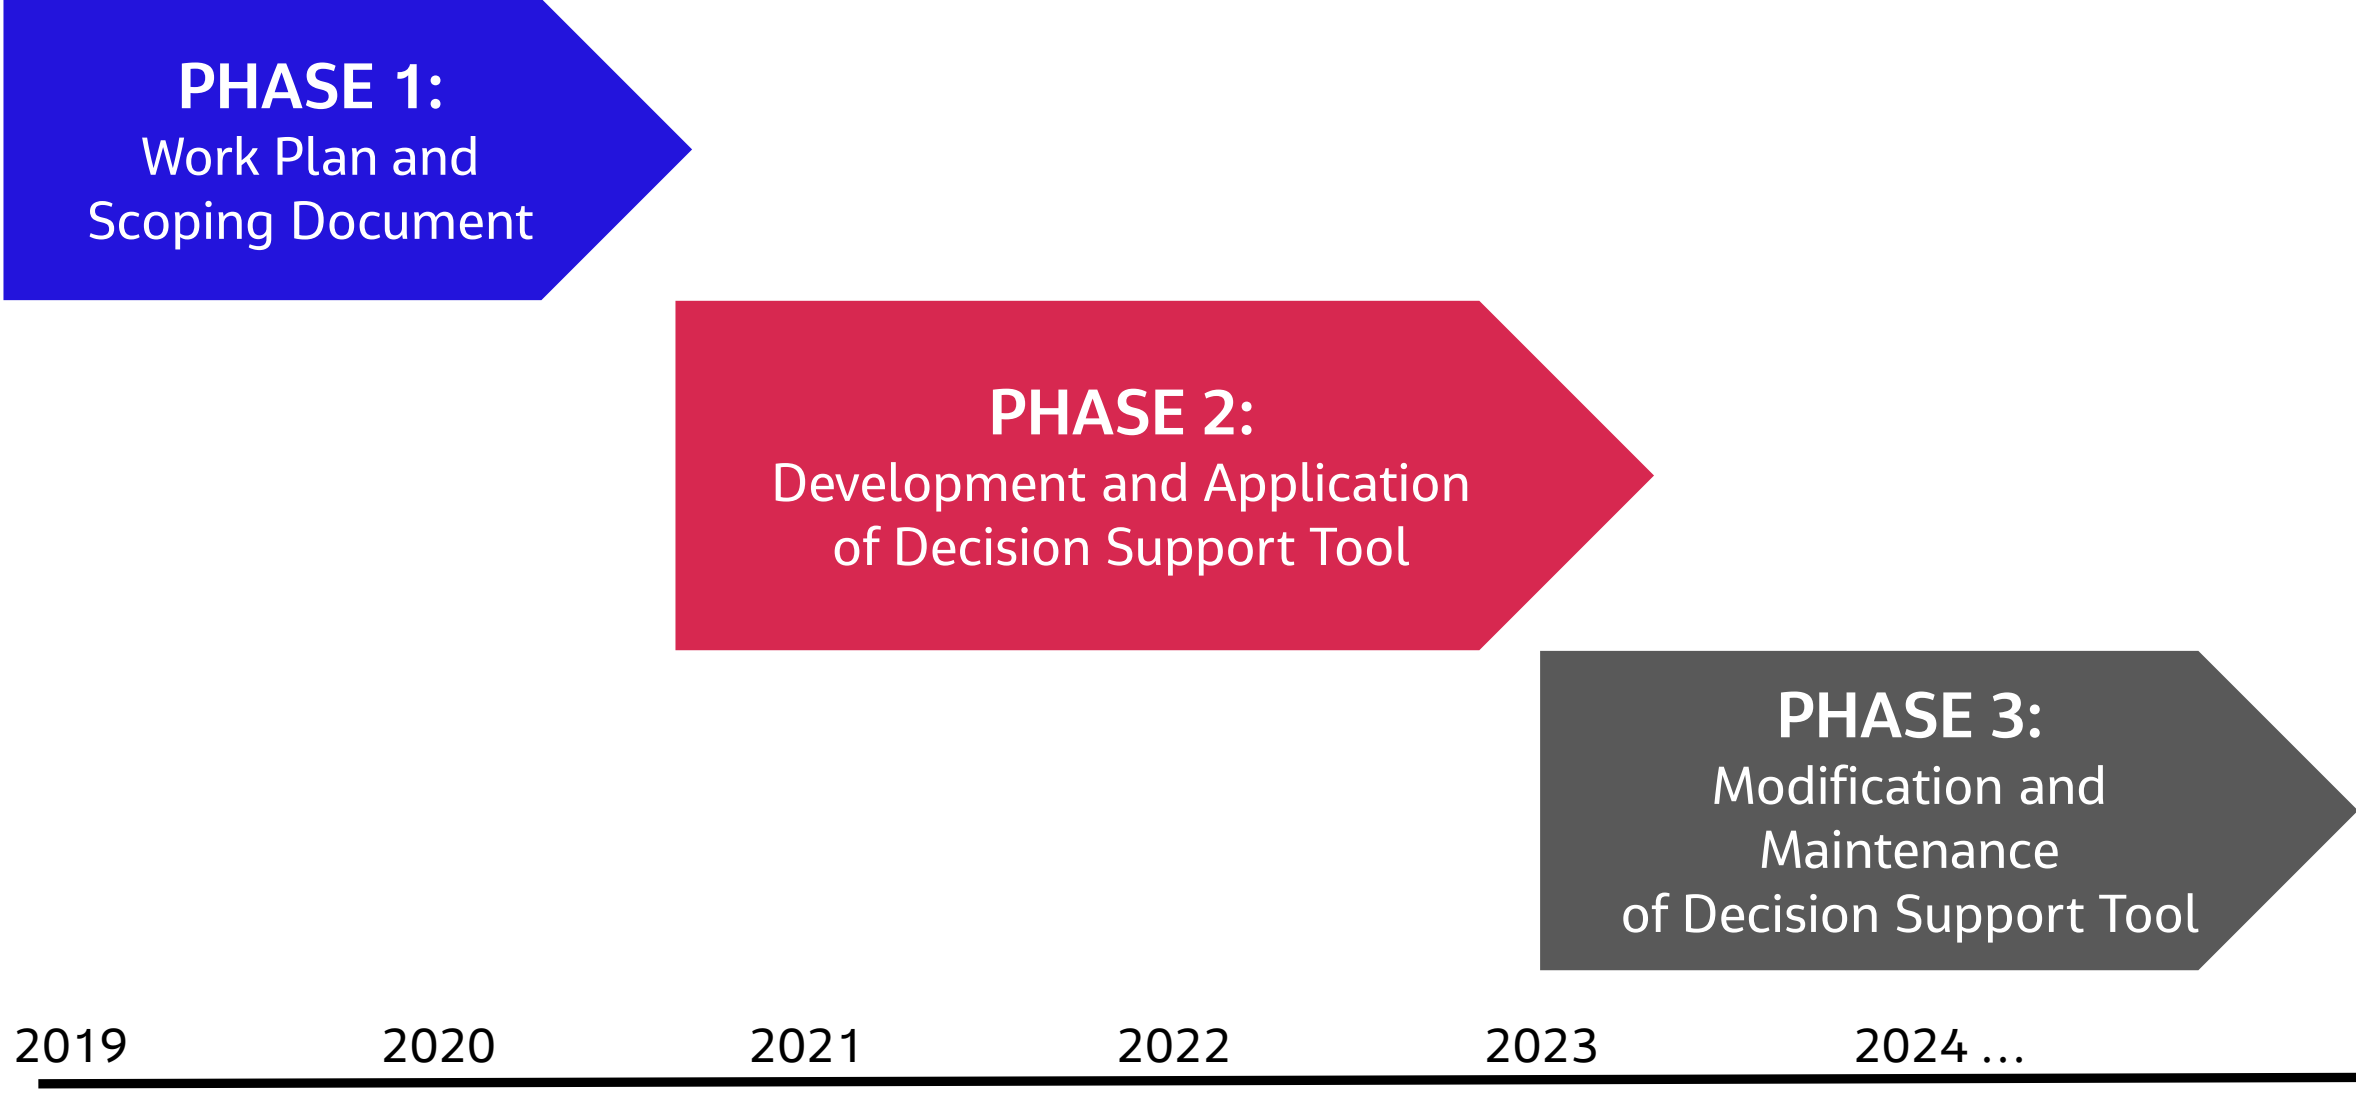 PHASE 1:
Work Plan and
Scoping Document
PHASE 2:
Development and Application
of Decision Support Tool
PHASE 3:
Modification and
Maintenance
of Decision Support Tool
2019 2020 2021 2022 2023 2024 ...